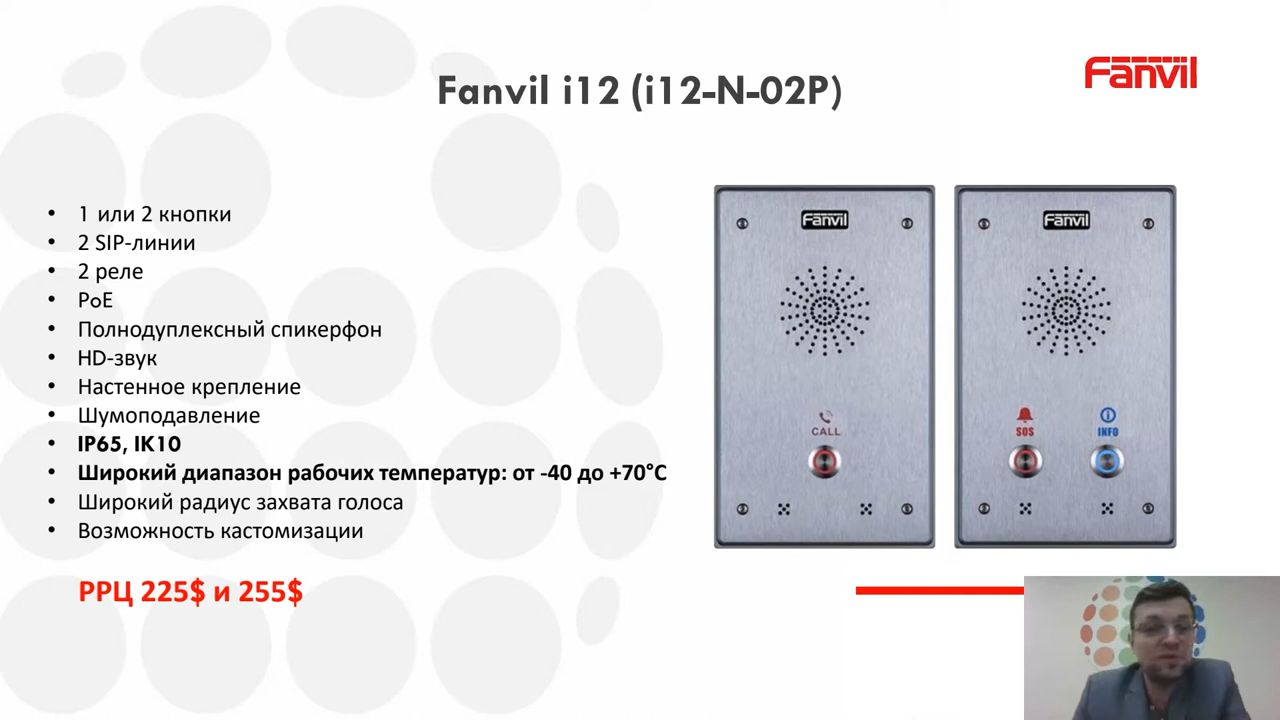 Fanvil i12 (i12-N-02P)
Fanvil
• 1 или 2 кнопки
• 2 SIP-линии
• 2 реле
• PoE
• Полнодуплексный спикерфон
• HD-звук
• Настенное крепление
• Шумоподавление
• IP65, IK10
• Широкий диапазон рабочих температур: от -40 до +70°C
• Широкий радиус захвата голоса
• Возможность кастомизации
РРЦ 225$ и 255$
Fanvil
CALL
Fanvil
SOS
INFO